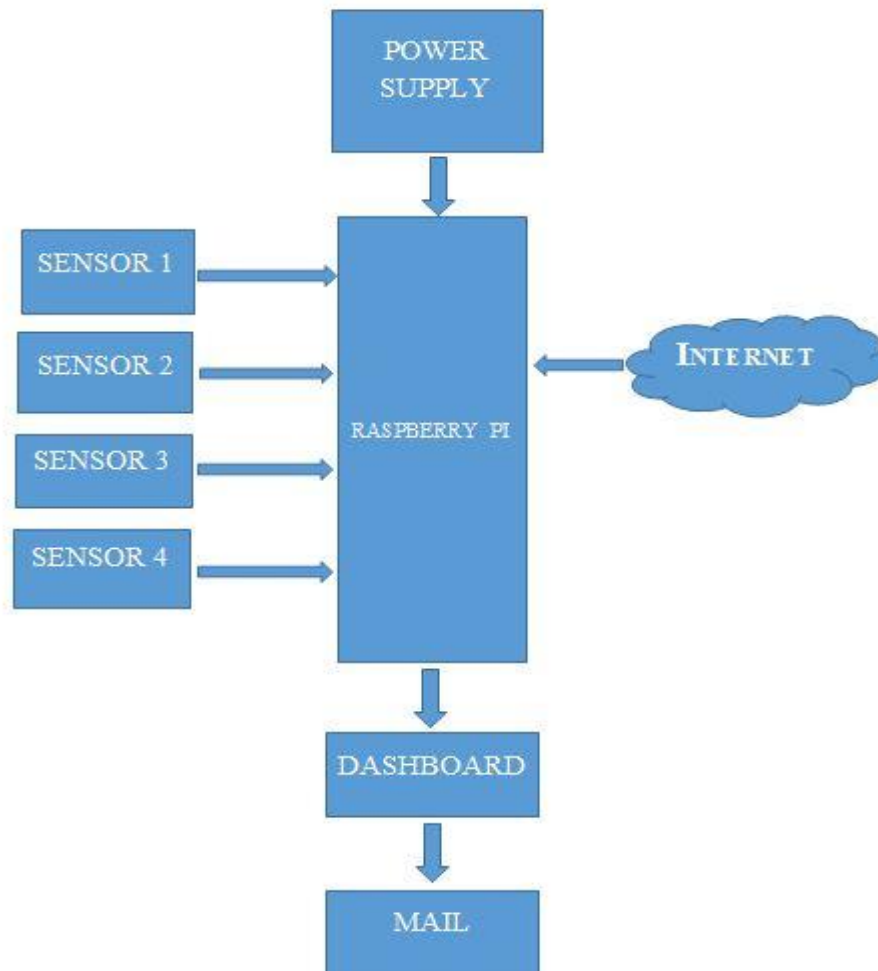 POWER
SUPPLY
SENSOR 1
SENSOR 2
SENSOR 3
SENSOR 4
RASPBERRY PI
INTERNET
DASHBOARD
MAIL